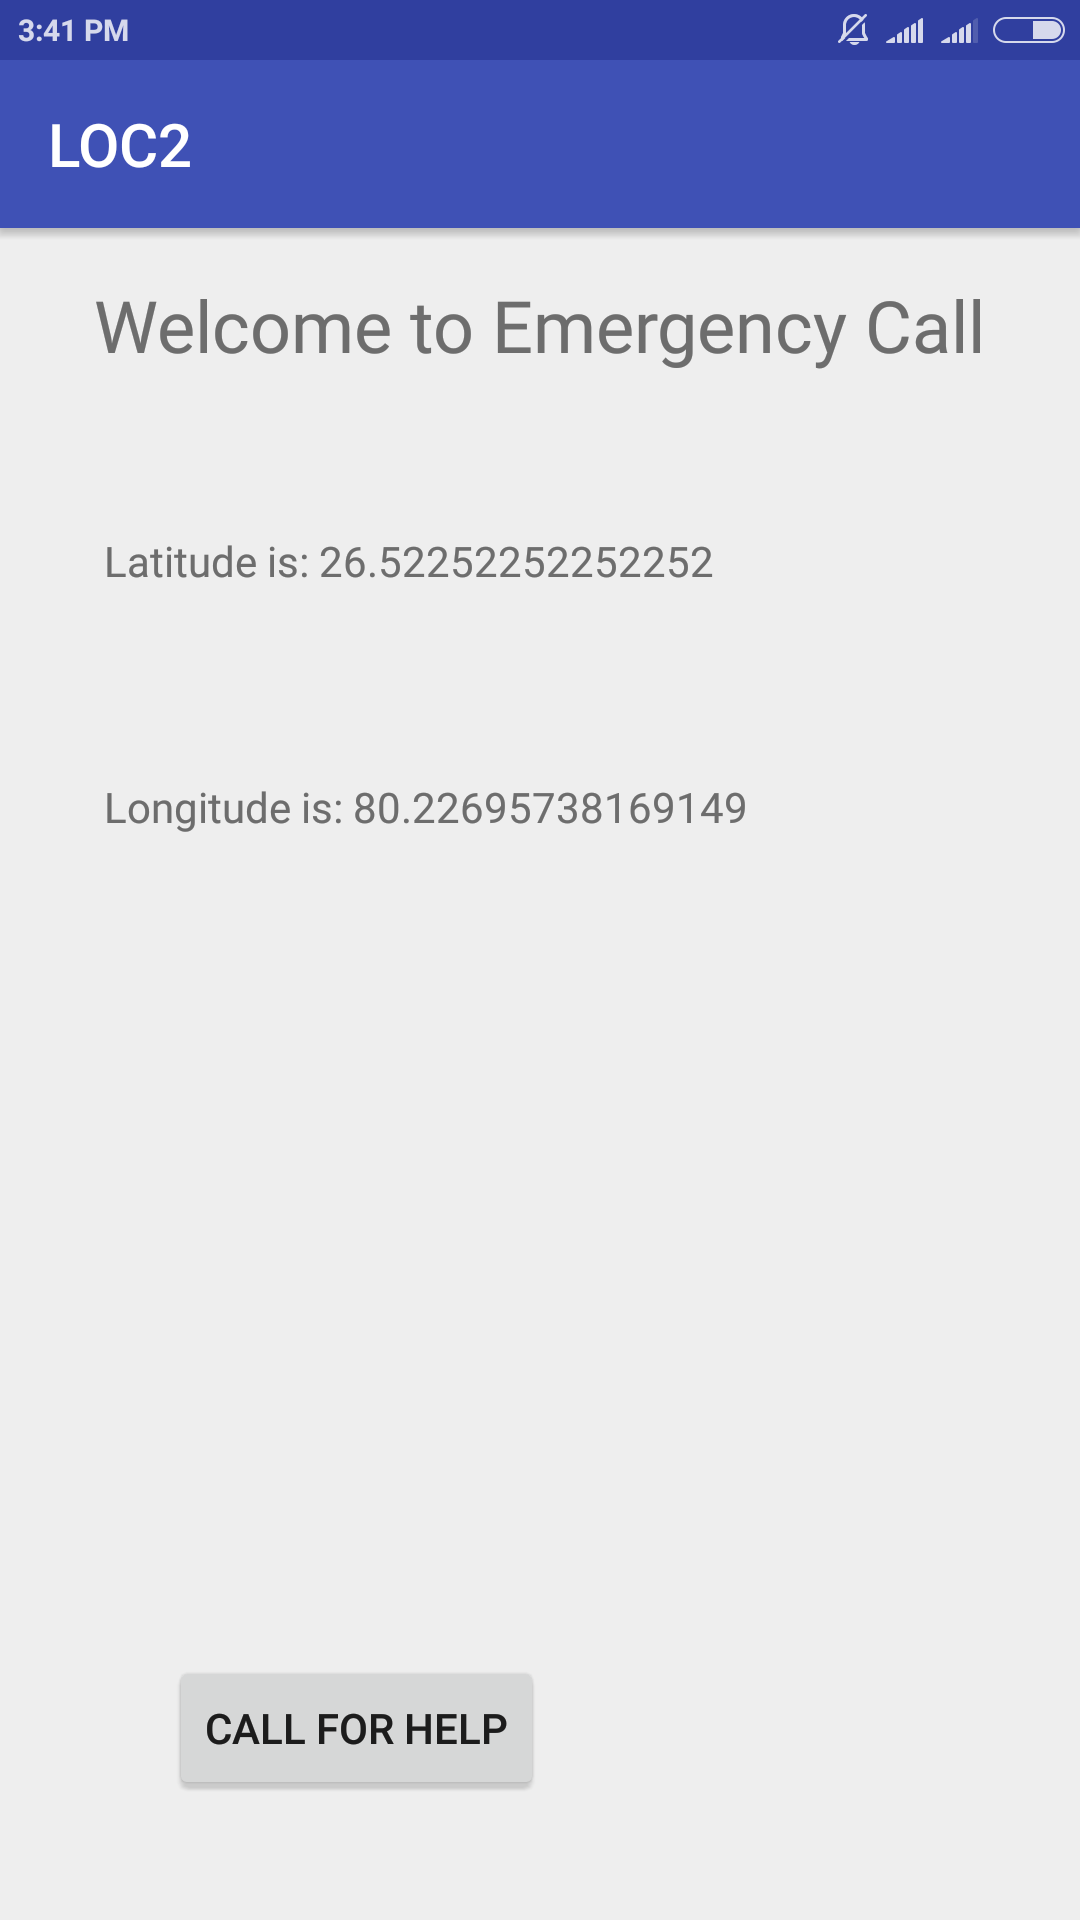 3:41 PM
LOC2
Welcome to Emergency Call
Latitude is: 26.52252252252252
Longitude is: 80.22695738169149
CALL FOR HELP